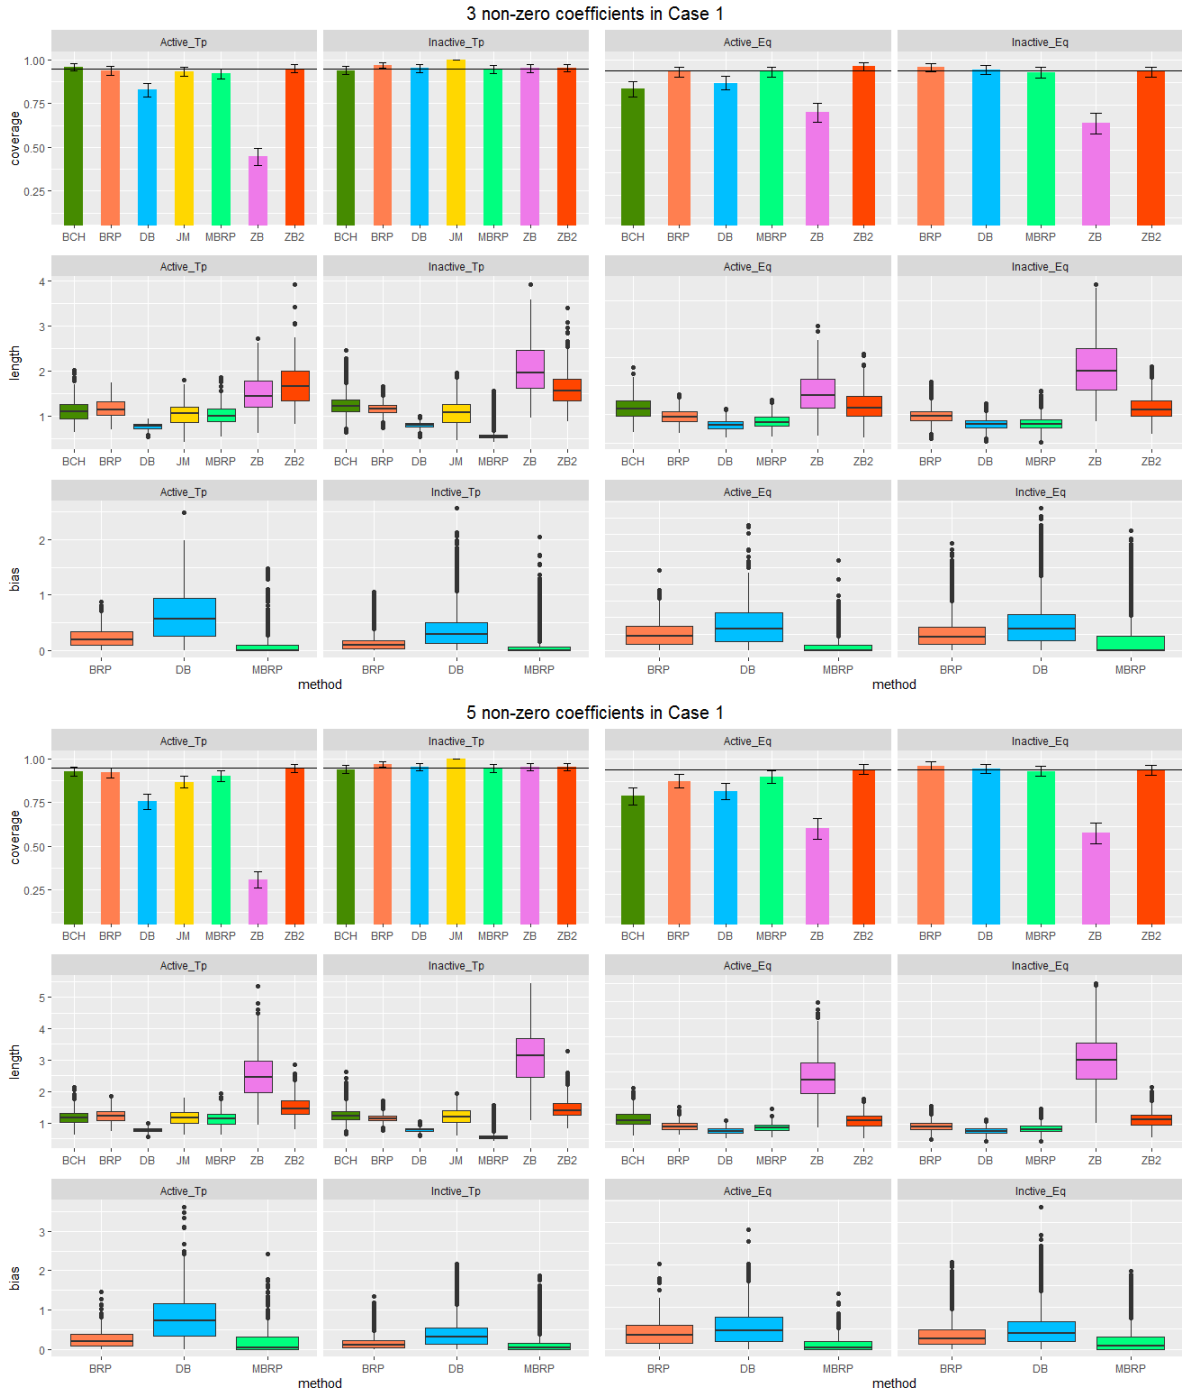 3 non-zero coefficients in Case 1
Active_Tp Inactive_Tp Active_Eq Inactive_Eq
1.00
0.75
0.50
0.25
coverage
BCH BRP DB JM MBRP ZB ZB2 BCH BRP DB JM MBRP ZB ZB2 BCH BRP DB MBRP ZB ZB2 BRP DB MBRP ZB ZB2
Active_Tp Inactive_Tp Active_Eq Inactive_Eq
4
3
2
1
length
BCH BRP DB JM MBRP ZB ZB2 BCH BRP DB JM MBRP ZB ZB2 BCH BRP DB MBRP ZB ZB2 BRP DB MBRP ZB ZB2
Active_Tp Inctive_Tp Active_Eq Inctive_Eq
2
1
0
bias
BRP DB MBRP BRP DB MBRP BRP DB MBRP BRP DB MBRP
method method
5 non-zero coefficients in Case 1
Active_Tp Inactive_Tp Active_Eq Inactive_Eq
1.00
0.75
0.50
0.25
coverage
BCH BRP DB JM MBRP ZB ZB2 BCH BRP DB JM MBRP ZB ZB2 BCH BRP DB MBRP ZB ZB2 BRP DB MBRP ZB ZB2
Active_Tp Inactive_Tp Active_Eq Inactive_Eq
5
4
3
2
1
length
BCH BRP DB JM MBRP ZB ZB2 BCH BRP DB JM MBRP ZB ZB2 BCH BRP DB MBRP ZB ZB2 BRP DB MBRP ZB ZB2
Active_Tp Inctive_Tp Active_Eq Inctive_Eq
3
2
1
0
bias
BRP DB MBRP BRP DB MBRP BRP DB MBRP BRP DB MBRP
method method